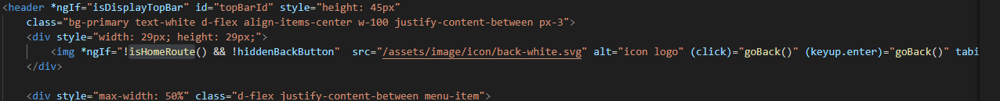 <header *ngIf="isDisplayTopBar" id="topBarId" style="height: 45px"
class="bg-primary text-white d-flex align-items-center w-100 justify-content-between px-3">
<div style="width: 29px; height: 29px;">
<img *ngIf="!isHomeRoute() && !hiddenBackButton"  src="/assets/image/icon/back-white.svg" alt="icon logo" (click)="goBack()" (keyup.enter)="goBack()" tabi
</div>
<div style="max-width: 50%" class="d-flex justify-content-between menu-item">